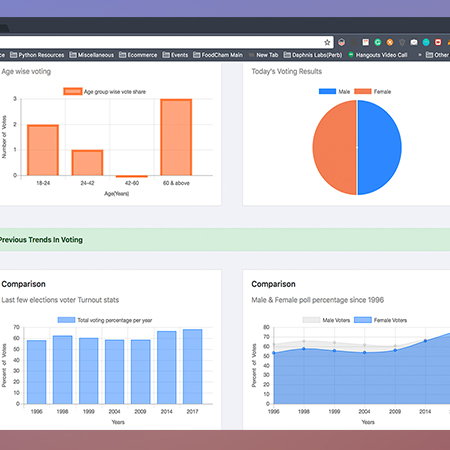 ce Python Resources Miscellaneous Ecommerce Events FoodCham Main New Tab Daphnis Labs(Perb) Hangouts Video Call » Other
Age wise voting
Age group-wise vote share
Number of Votes
3
2
1
0
18-24 24-42 42-60 60 & above
Age(Years)
Today's Voting Results
Male Female
Previous Trends In Voting
Comparison
Last few elections voter Turnout stats
Total voting percentage per year
Percent of Votes
70
60
50
40
30
20
10
0
1996 1998 1999 2004 2009 2014 2017
Years
Comparison
Male & Female poll percentage since 1996
Male Voters Female Voters
Percent of Votes
80
70
60
50
40
30
20
10
0
1996 1998 1999 2004 2009 2014
Years